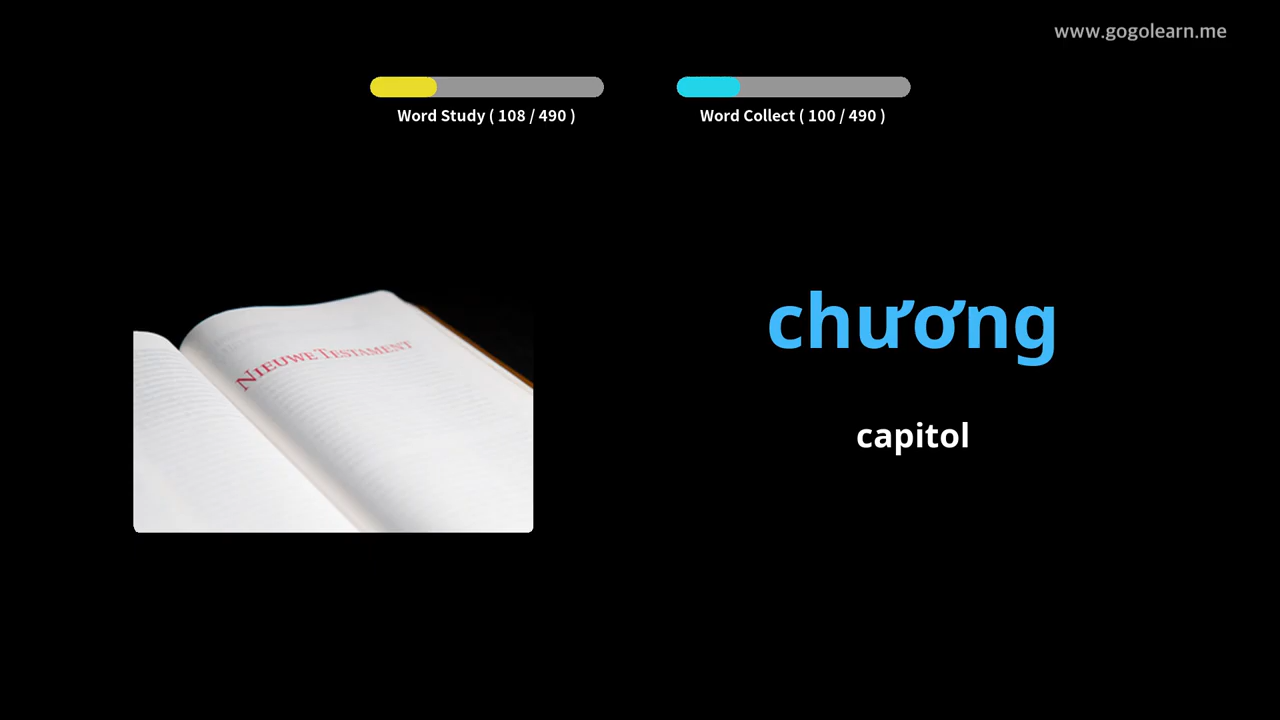 www.gogolearn.me
Word Study ( 108 / 490 )
Word Collect ( 100 / 490 )
NIEUWE TESTAMENT
chương
capitol